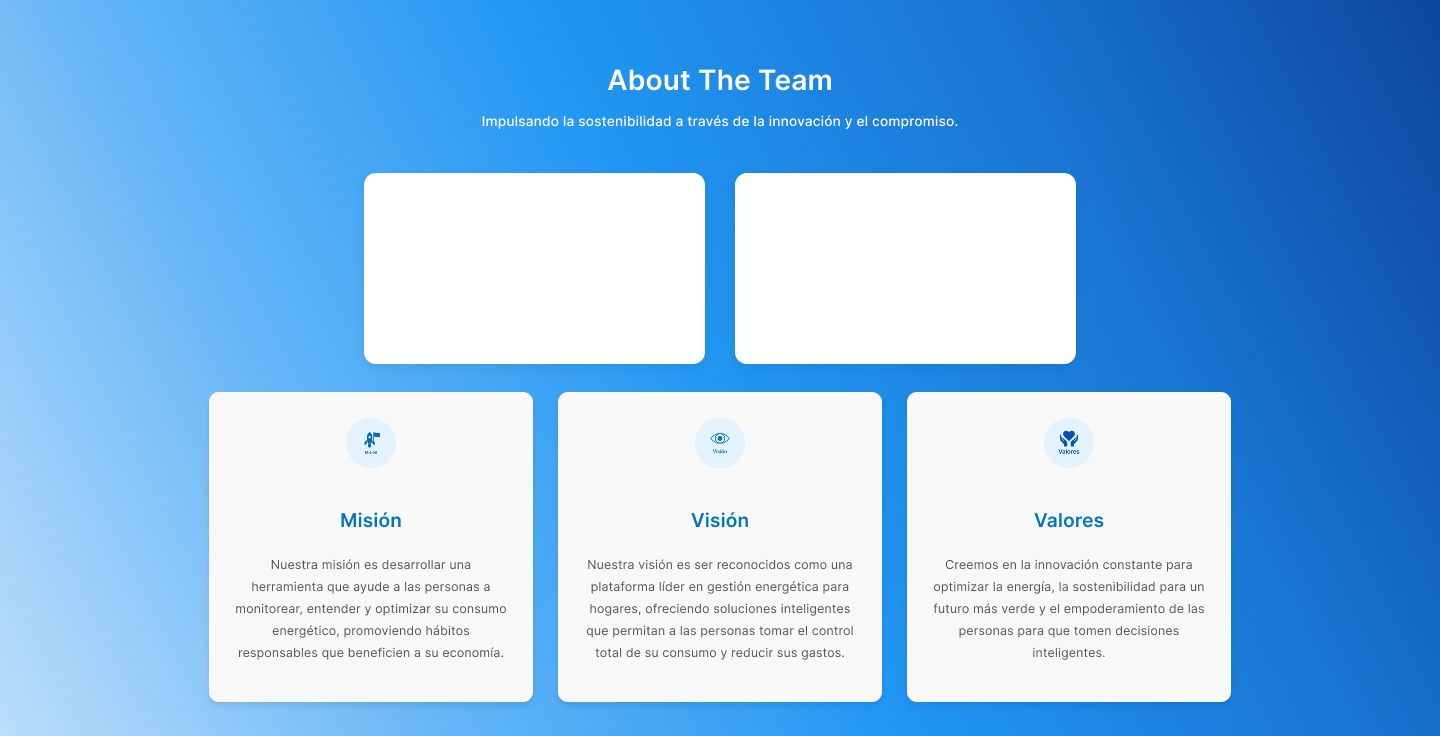 About The Team
Impulsando la sostenibilidad a través de la innovación y el compromiso.
Misión
Nuestra misión es desarrollar una
herramienta que ayude a las personas a
monitorear, entender y optimizar su consumo
energético, promoviendo hábitos
responsables que beneficien a su economía.
Visión
Visión
Nuestra visión es ser reconocidos como una
plataforma líder en gestión energética para
hogares, ofreciendo soluciones inteligentes
que permitan a las personas tomar el control
total de su consumo y reducir sus gastos.
Valores
Valores
Creemos en la innovación constante para
optimizar la energía, la sostenibilidad para un
futuro más verde y el empoderamiento de las
personas para que tomen decisiones
inteligentes.